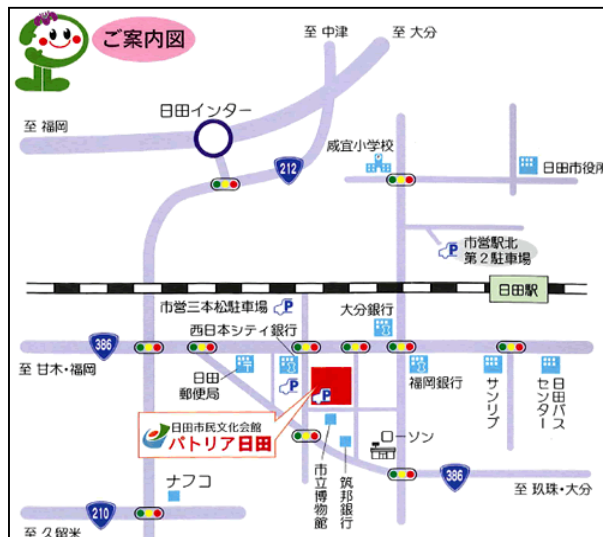 ご案内図
至 中津
至 大分
日田インター
至 福岡
咸宜小学校
日田市役所
212
市営駅北
第2駐車場
P
日田駅
市営三本松駐車場
P
大分銀行
西日本シティ銀行
386
至 甘木・福岡
日田
郵便局
P
P
福岡銀行
サンリブ
日田バス
センター
日田市民文化会館
パトリア日田
ローソン
市立博物館
筑邦銀行
386
ナフコ
至 玖珠・大分
210
至 久留米